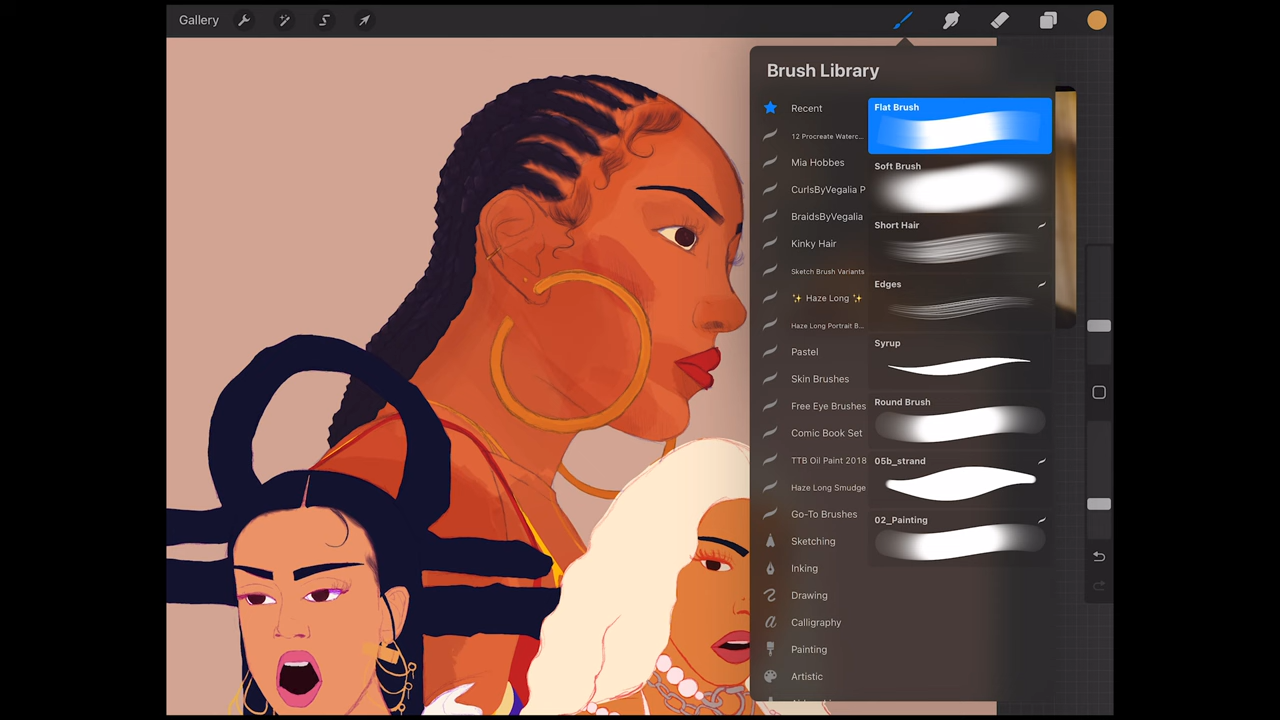 Gallery
Brush Library
Recent
12 Procreate Waterc...
Mia Hobbes
CurlsByVegalia P
BraidsByVegalia
Kinky Hair
Sketch Brush Variants
✨ Haze Long ✨
Haze Long Portrait B...
Pastel
Skin Brushes
Free Eye Brushes
Comic Book Set
TTB Oil Paint 2018
Haze Long Smudge
Go-To Brushes
Sketching
Inking
Drawing
Calligraphy
Painting
Artistic
Flat Brush
Soft Brush
Short Hair
Edges
Syrup
Round Brush
05b_strand
02_Painting